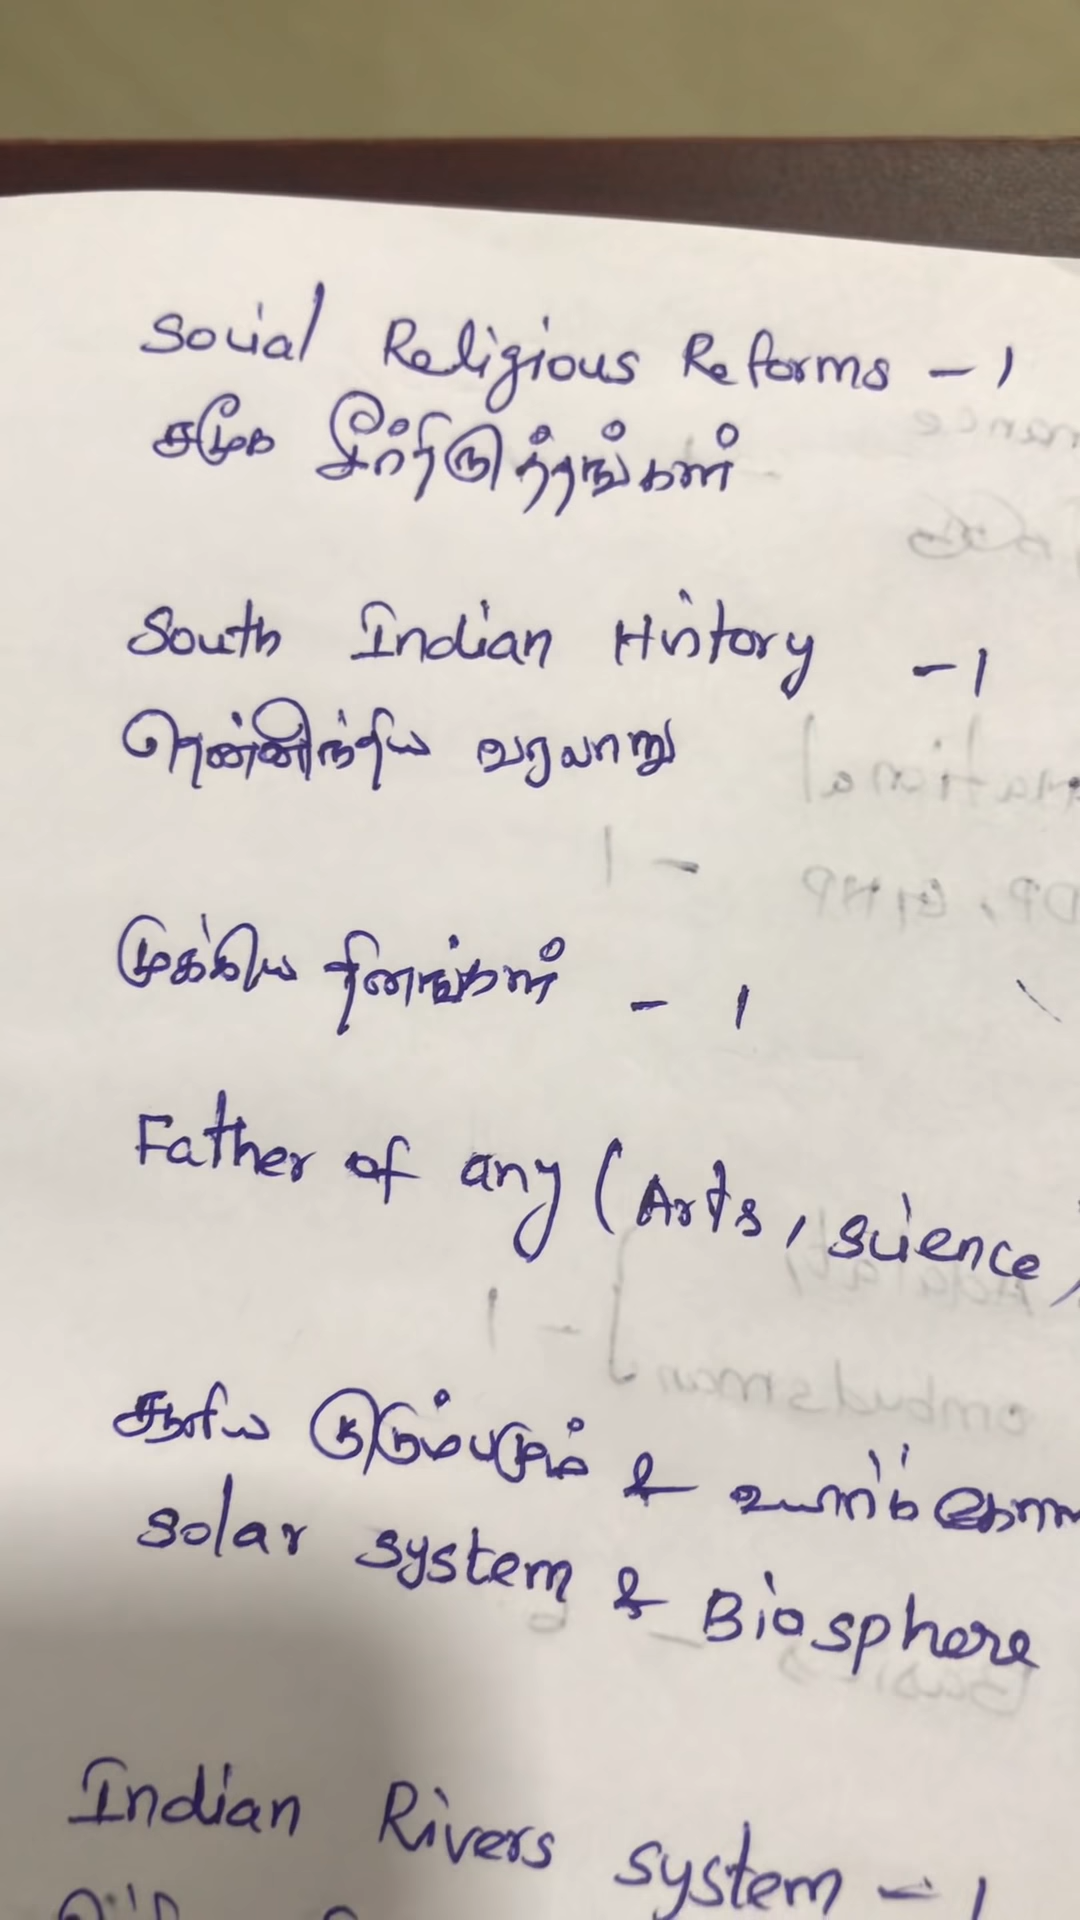 Social Religious Reforms - 1
சமூக சீர்திருத்தங்கள்
South Indian History - 1
தென்னிந்திய வரலாறு
முக்கிய தினங்கள் - 1
Father of any (Arts, science)
சூரிய குடும்பமும் & உயிர்க்கோள
Solar system & Biosphere
Indian Rivers system - 1